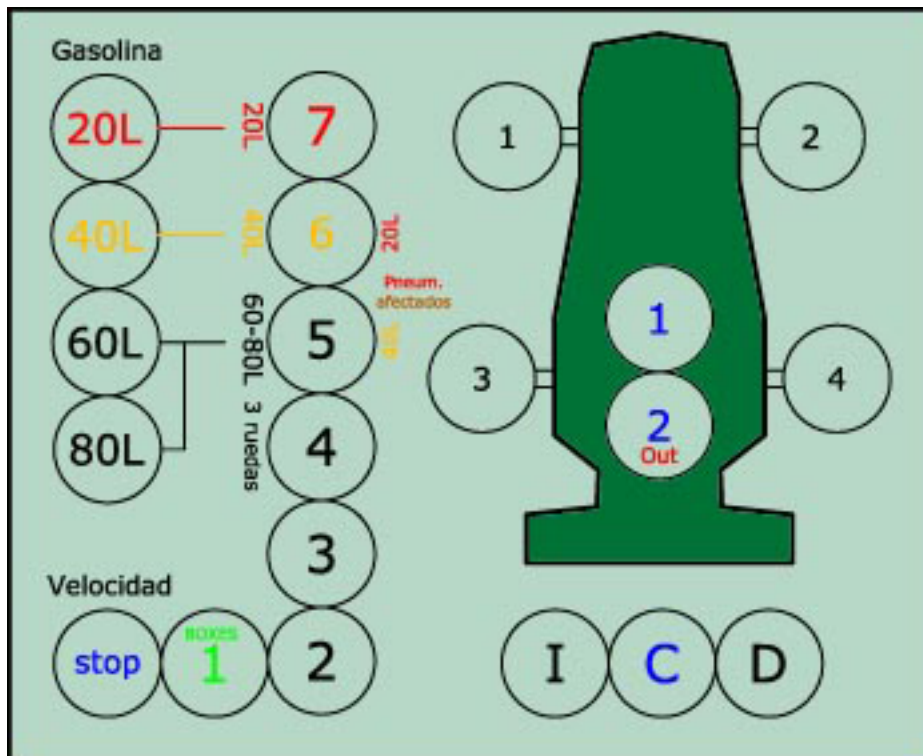 Gasolina
20L
20L
7
40L
40L
6
20L
Pneum.
afectados
60L
60-80L 3 ruedas
5
40L
80L
4
3
Velocidad
stop
BOXES
1
2
1
2
3
4
1
2
Out
I
C
D